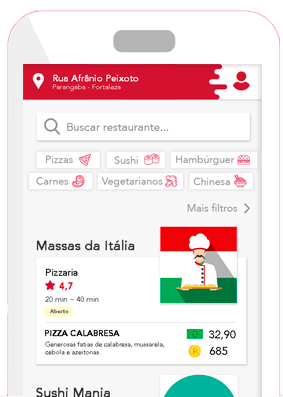 Rua Afrânio Peixoto
Parangaba - Fortaleza
Buscar restaurante...
Pizzas
Sushi
Hambúrguer
Carnes
Vegetarianos
Chinesa
Mais filtros
Massas da Itália
Pizzaria
4,7
20 min – 40 min
Aberto
PIZZA CALABRESA
32,90
Generosas fatias de calabresa, mussarela,
cebola e azeitonas.
685
Sushi Mania